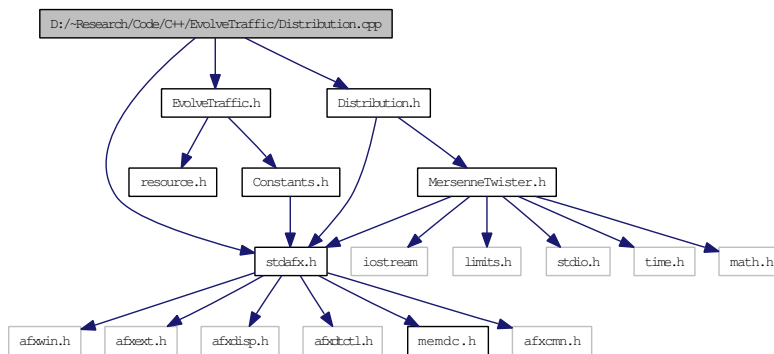 D:/~Research/Code/C++/EvolveTraffic/Distribution.cpp
EvolveTraffic.h
Distribution.h
resource.h
Constants.h
MersenneTwister.h
stdafx.h
iostream
limits.h
stdio.h
time.h
math.h
afxwin.h
afxext.h
afxdisp.h
afxdtctl.h
memdc.h
afxcmn.h